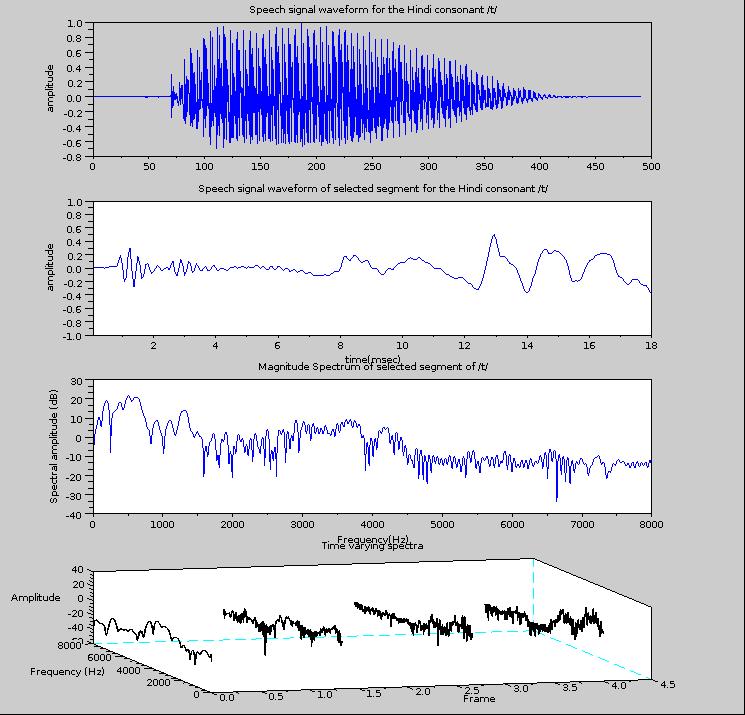 Speech signal waveform for the Hindi consonant /t/
1.0
0.8
0.6
0.4
0.2
0.0
-0.2
-0.4
-0.6
-0.8
amplitude
0 50 100 150 200 250 300 350 400 450 500
Speech signal waveform of selected segment for the Hindi consonant /t/
1.0
0.8
0.6
0.4
0.2
0.0
-0.2
-0.4
-0.6
-0.8
-1.0
amplitude
2 4 6 8 10 12 14 16 18
time(msec)
Magnitude Spectrum of selected segment of /t/
30
20
10
0
-10
-20
-30
-40
Spectral amplitude (dB)
0 1000 2000 3000 4000 5000 6000 7000 8000
Frequency(Hz)
Time varying spectra
40
20
0
-20
-40
Amplitude
8000
6000
4000
2000
0
Frequency (Hz)
0.0 0.5 1.0 1.5 2.0 2.5 3.0 3.5 4.0 4.5
Frame